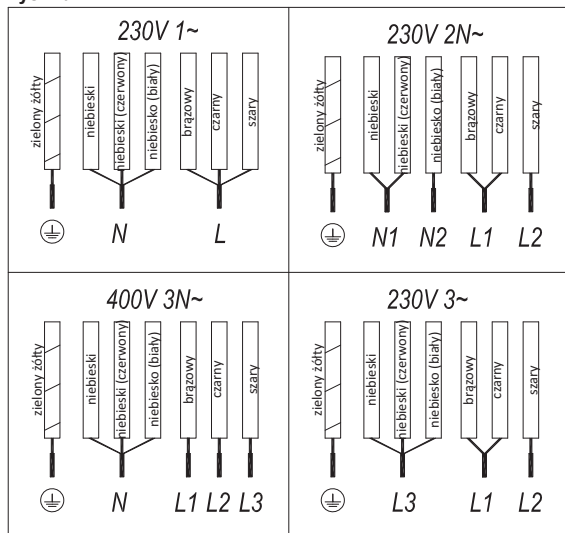 230V 1~
zielony żółty
niebieski
niebieski (czerwony)
niebiesko (biały)
brązowy
czarny
szary
N
L
230V 2N~
zielony żółty
niebieski
niebieski (czerwony)
niebiesko (biały)
brązowy
czarny
szary
N1 N2 L1 L2
400V 3N~
zielony żółty
niebieski
niebieski (czerwony)
niebiesko (biały)
brązowy
czarny
szary
N L1 L2 L3
230V 3~
zielony żółty
niebieski
niebieski (czerwony)
niebiesko (biały)
brązowy
czarny
szary
L3 L1 L2